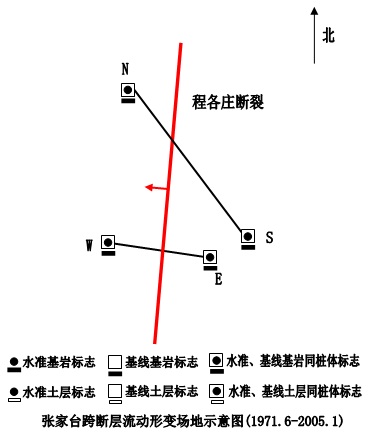 北
N
程各庄断裂
S
W
E
水准基岩标志 基线基岩标志 水准、基线基岩同桩体标志
水准土层标志 基线土层标志 水准、基线土层同桩体标志
张家台跨断层流动形变场地示意图(1971.6-2005.1)